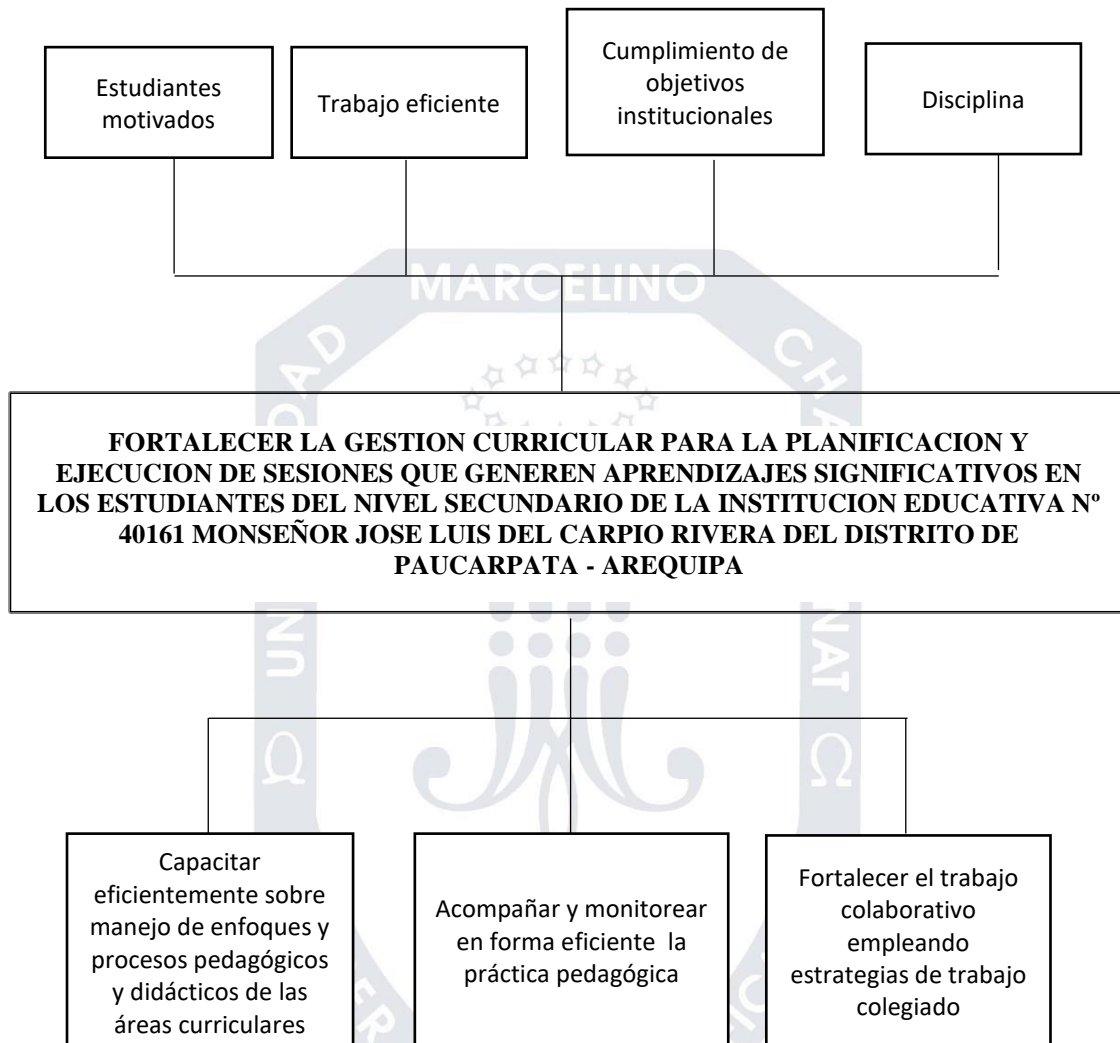 Estudiantes
motivados
Trabajo eficiente
Cumplimiento de
objetivos
institucionales
Disciplina
MARCELINO
FORTALECER LA GESTION CURRICULAR PARA LA PLANIFICACION Y
EJECUCION DE SESIONES QUE GENEREN APRENDIZAJES SIGNIFICATIVOS EN
LOS ESTUDIANTES DEL NIVEL SECUNDARIO DE LA INSTITUCION EDUCATIVA Nº
40161 MONSEÑOR JOSE LUIS DEL CARPIO RIVERA DEL DISTRITO DE
PAUCARPATA - AREQUIPA
Capacitar
eficientemente sobre
manejo de enfoques y
procesos pedagógicos
y didácticos de las
áreas curriculares
Acompañar y monitorear
en forma eficiente la
práctica pedagógica
Fortalecer el trabajo
colaborativo
empleando
estrategias de trabajo
colegiado